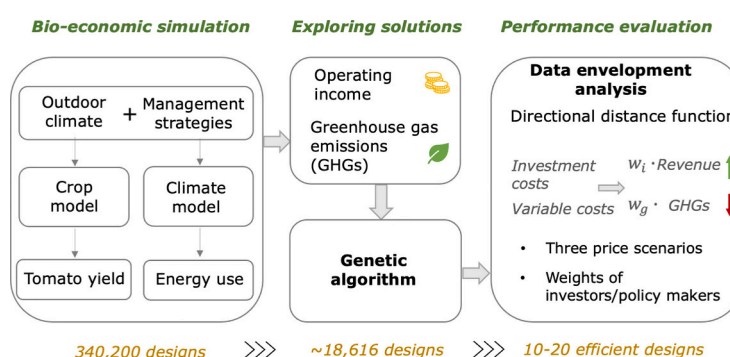 Bio-economic simulation
Exploring solutions
Performance evaluation
Outdoor climate + Management strategies
Crop model
Climate model
Tomato yield
Energy use
Operating income
Greenhouse gas emissions (GHGs)
Genetic algorithm
Data envelopment analysis
Directional distance function
Investment costs
Variable costs
w_i · Revenue
w_g · GHGs
• Three price scenarios
• Weights of investors/policy makers
340,200 designs >>> ~18,616 designs >>> 10-20 efficient designs